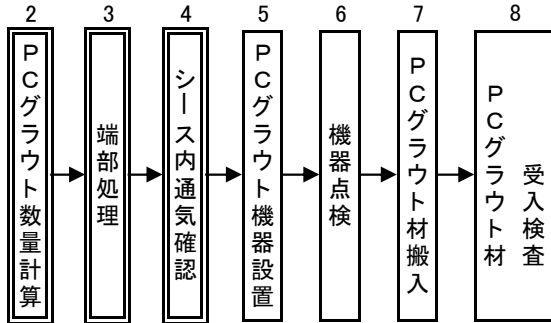 2
PCグラウト数量計算
3
端部処理
4
シース内通気確認
5
PCグラウト機器設置
6
機器点検
7
PCグラウト材搬入
8
PCグラウト材
受入検査